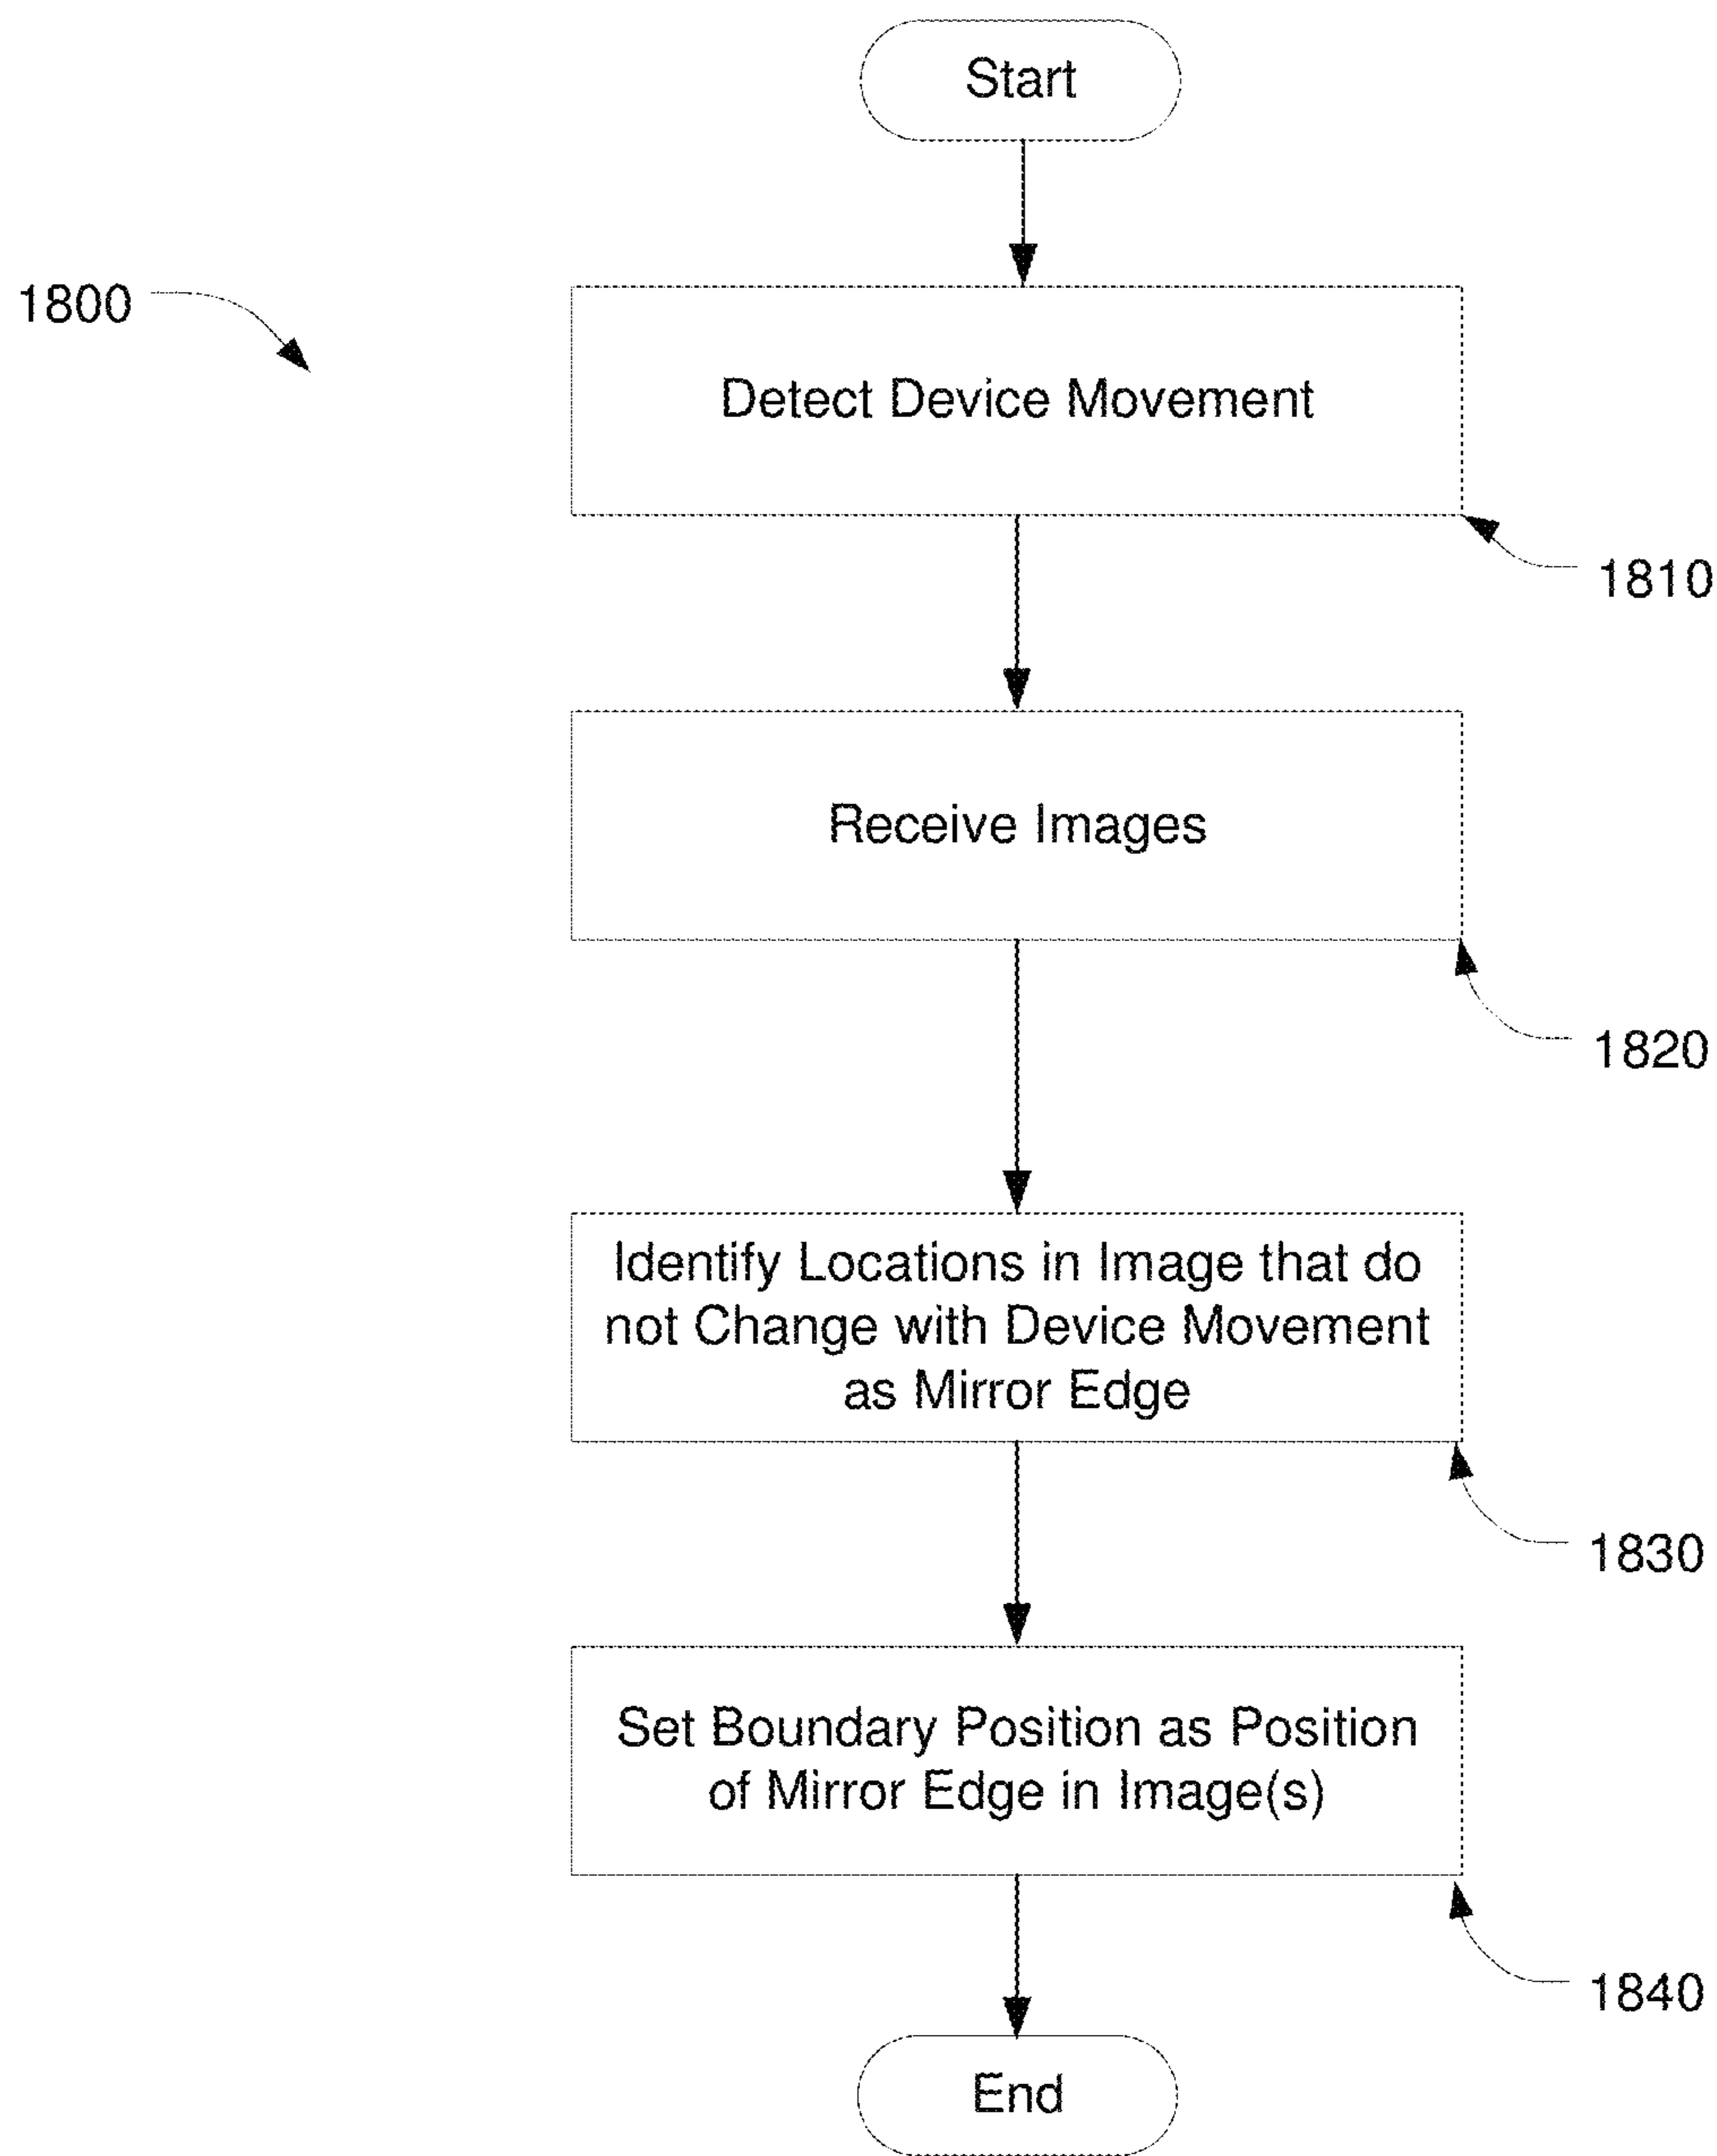 Start
1800
Detect Device Movement
1810
Receive Images
1820
Identify Locations in Image that do
not Change with Device Movement
as Mirror Edge
1830
Set Boundary Position as Position
of Mirror Edge in Image(s)
1840
End